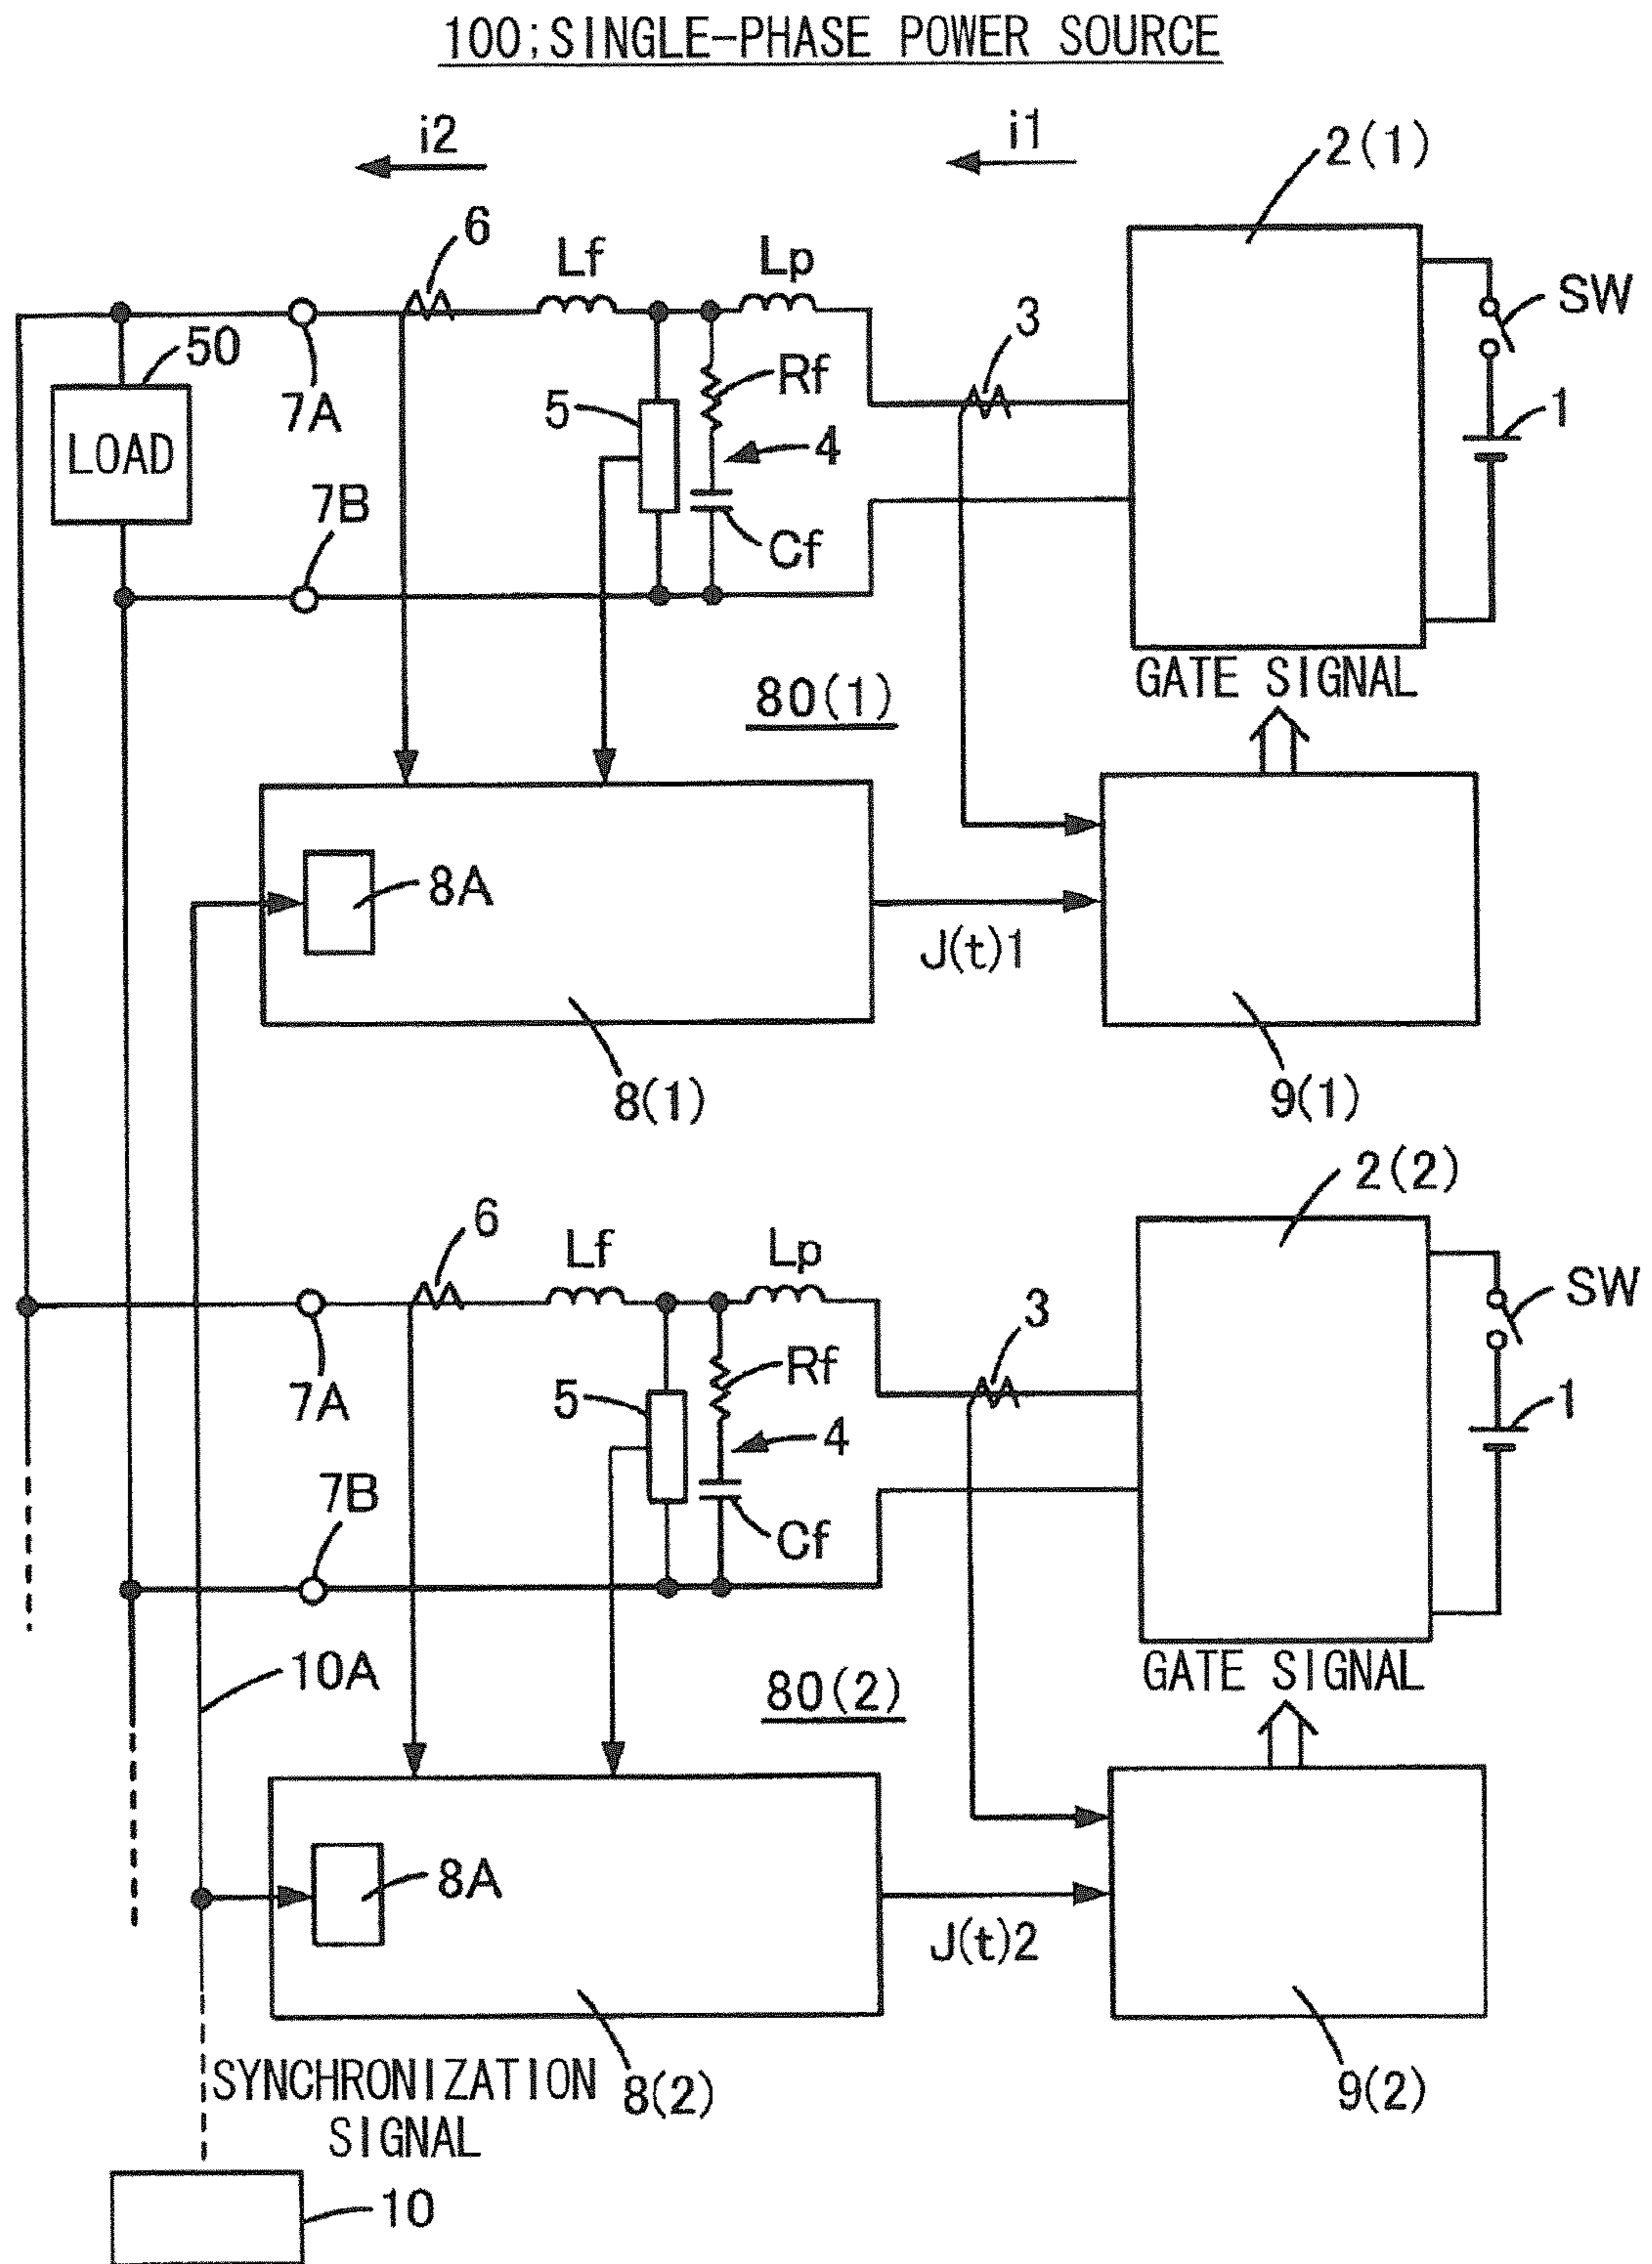 100;SINGLE-PHASE POWER SOURCE
i2
i1
2(1)
6
Lf
Lp
3
SW
50
7A
Rf
5
4
1
LOAD
7B
Cf
80(1)
GATE SIGNAL
8A
J(t)1
8(1)
9(1)
2(2)
6
Lf
Lp
3
SW
7A
Rf
5
4
1
7B
Cf
10A
80(2)
GATE SIGNAL
8A
J(t)2
SYNCHRONIZATION
SIGNAL
8(2)
9(2)
10